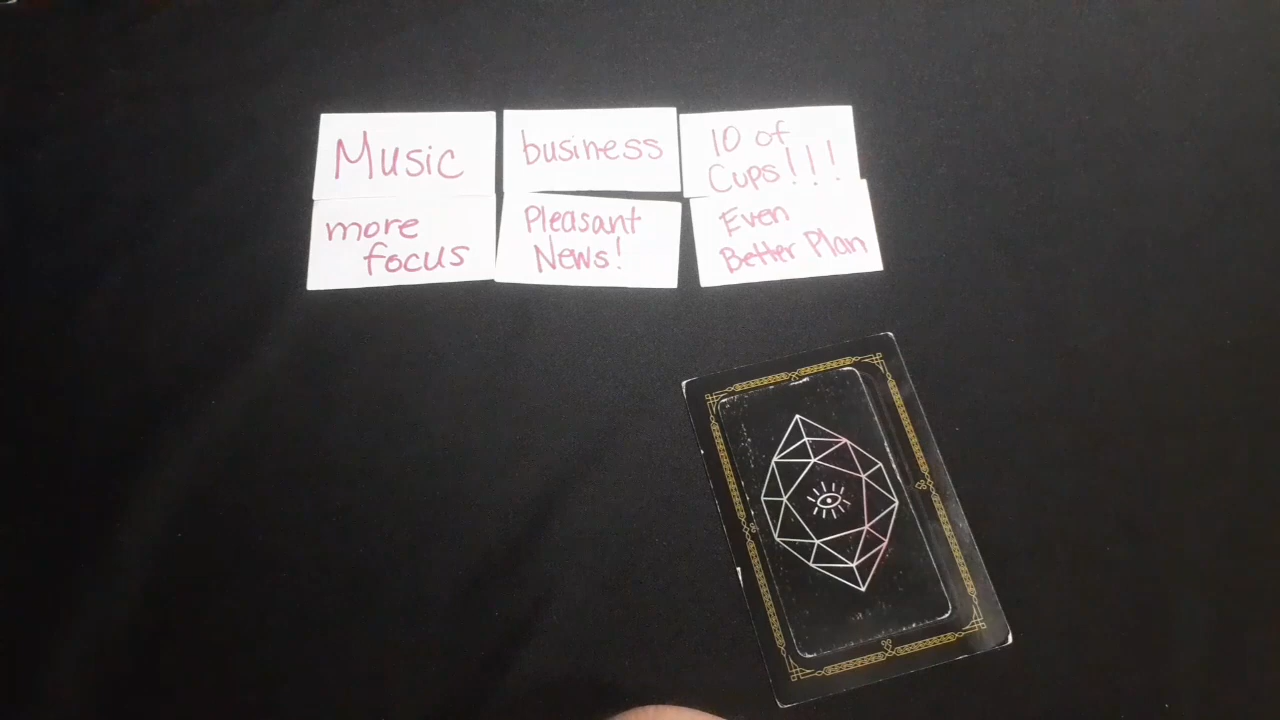 Music
business
10 of
Cups!!!
more
focus
Pleasant
News!
Even
Better Plan